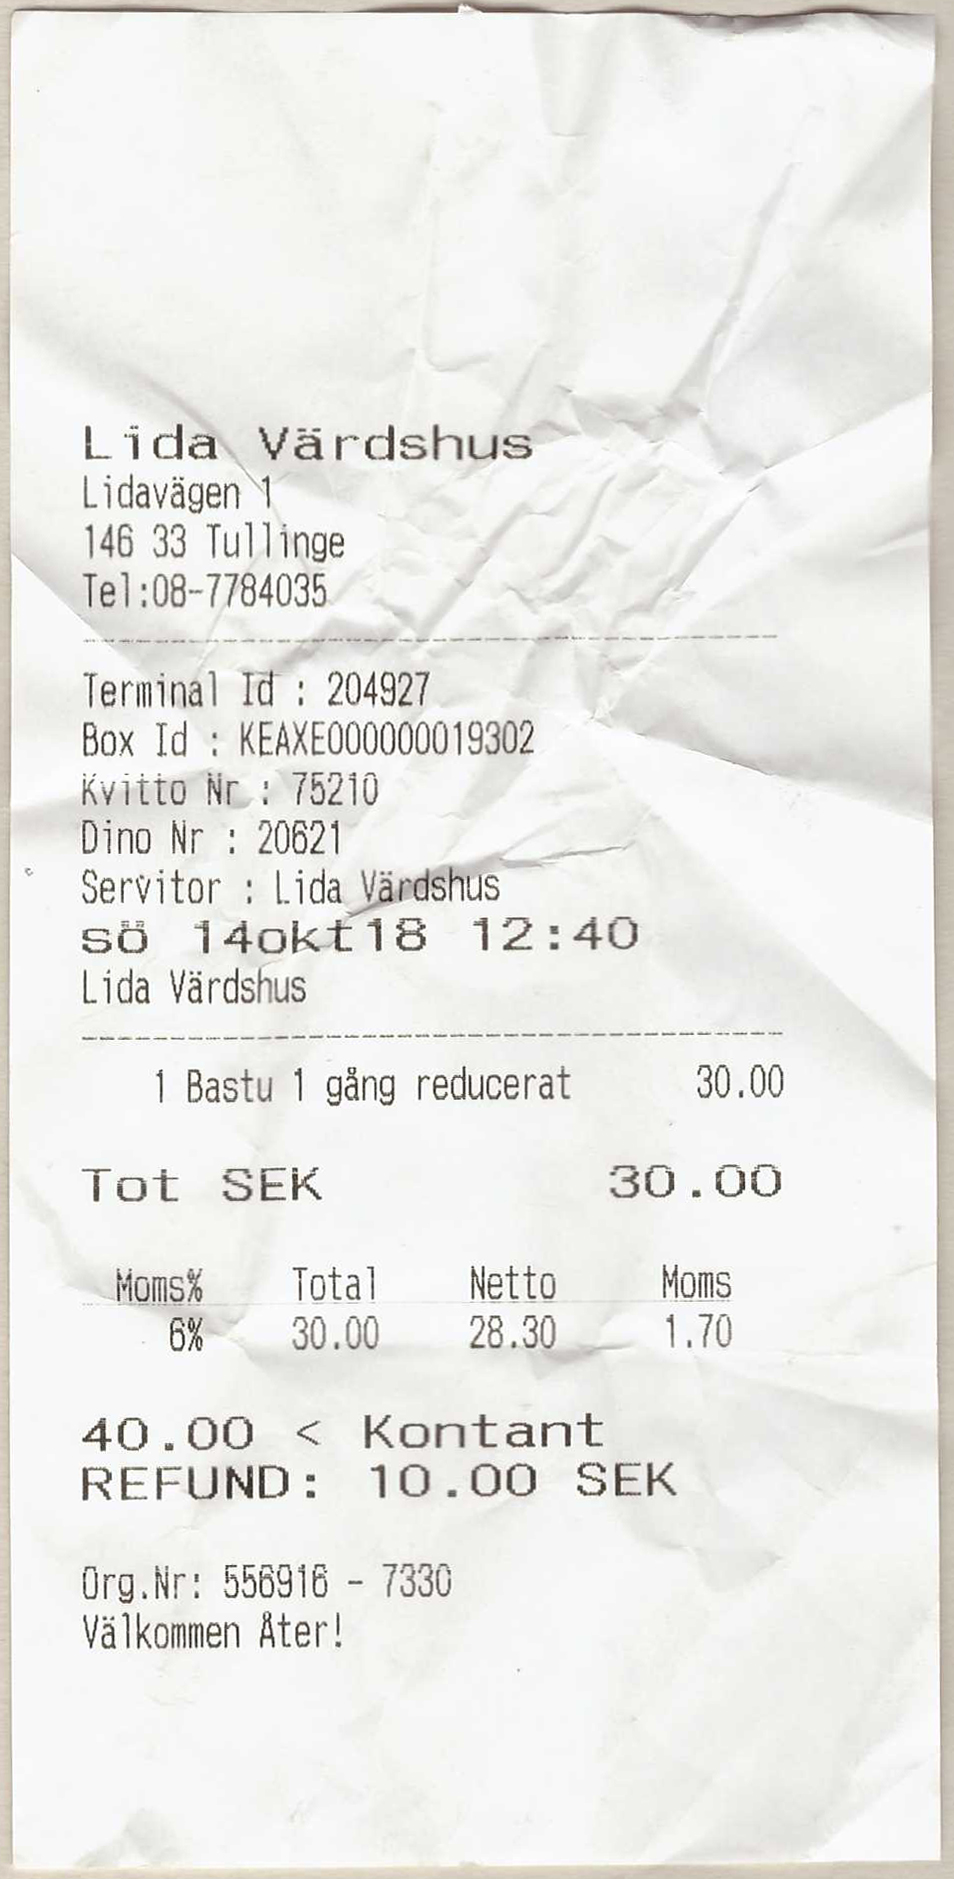 Lida Värdshus
Lidavägen 1
146 33 Tullinge
Tel:08-7784035
Terminal Id : 204927
Box Id : KEAXE000000019302
Kvitto Nr : 75210
Dino Nr : 20621
Servitor : Lida Värdshus
sö 14okt18 12:40
Lida Värdshus
1 Bastu 1 gång reducerat 30.00
Tot SEK 30.00
Moms% Total Netto Moms
6% 30.00 28.30 1.70
40.00 < Kontant
REFUND: 10.00 SEK
Org.Nr: 556916 - 7330
Välkommen Åter!